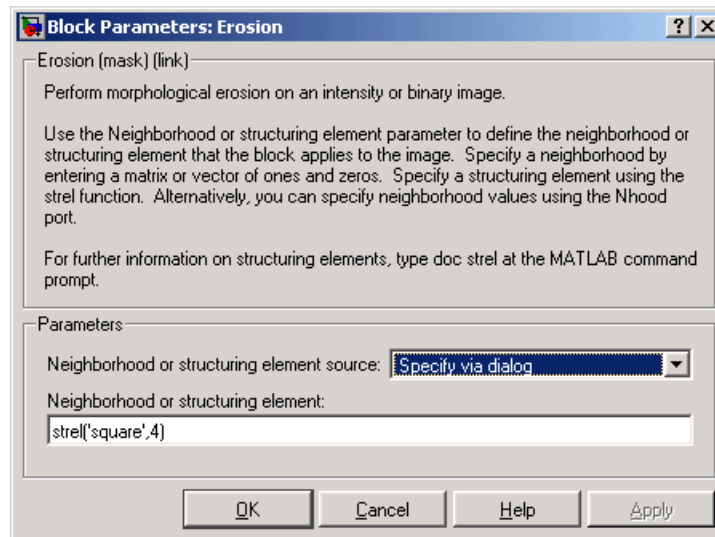 Block Parameters: Erosion
Erosion (mask) (link)
Perform morphological erosion on an intensity or binary image.
Use the Neighborhood or structuring element parameter to define the neighborhood or
structuring element that the block applies to the image.  Specify a neighborhood by
entering a matrix or vector of ones and zeros.  Specify a structuring element using the
strel function.  Alternatively, you can specify neighborhood values using the Nhood
port.
For further information on structuring elements, type doc strel at the MATLAB command
prompt.
Parameters
Neighborhood or structuring element source: Specify via dialog
Neighborhood or structuring element:
strel('square',4)
OK Cancel Help Apply